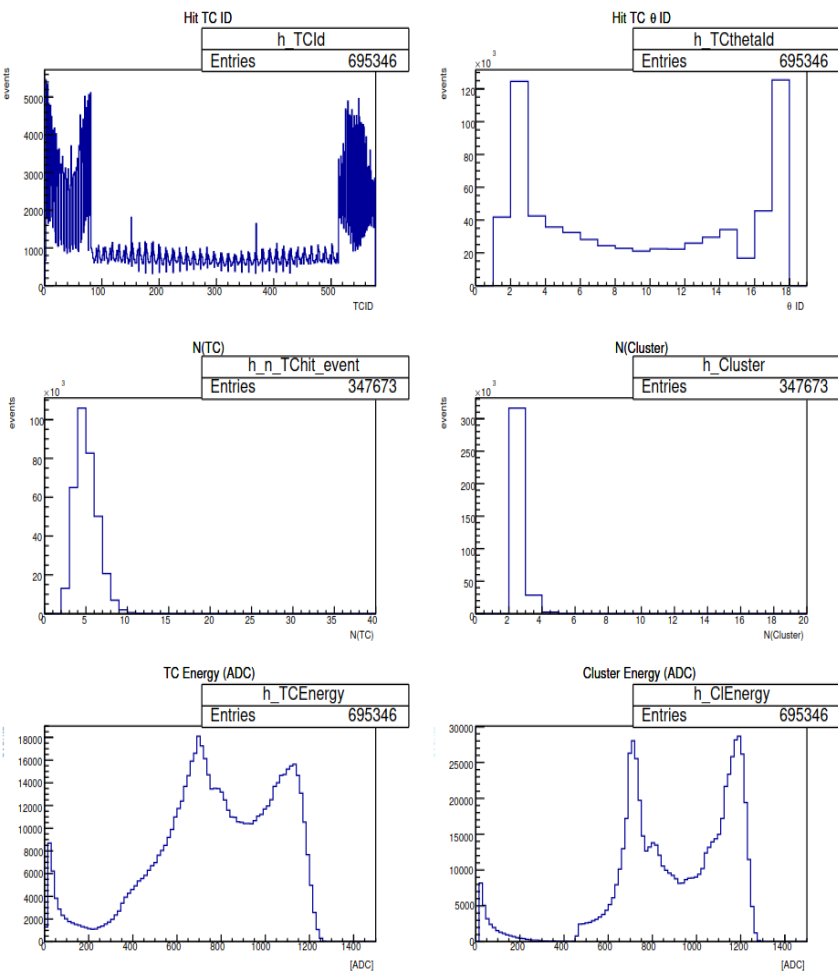 Hit TC ID
h_TCId
Entries 695346
events
5000
4000
3000
2000
1000
0
0 100 200 300 400 500
TCID
Hit TC θ ID
h_TCthetaId
Entries 695346
×10³
events
120
100
80
60
40
20
0
0 2 4 6 8 10 12 14 16 18
θ ID
N(TC)
h_n_TChit_event
Entries 347673
×10³
events
100
80
60
40
20
0
0 5 10 15 20 25 30 35 40
N(TC)
N(Cluster)
h_Cluster
Entries 347673
×10³
events
300
250
200
150
100
50
0
0 2 4 6 8 10 12 14 16 18 20
N(Cluster)
TC Energy (ADC)
h_TCEnergy
Entries 695346
18000
16000
14000
12000
10000
8000
6000
4000
2000
0
0 200 400 600 800 1000 1200 1400
[ADC]
Cluster Energy (ADC)
h_ClEnergy
Entries 695346
30000
25000
20000
15000
10000
5000
0
0 200 400 600 800 1000 1200 1400
[ADC]